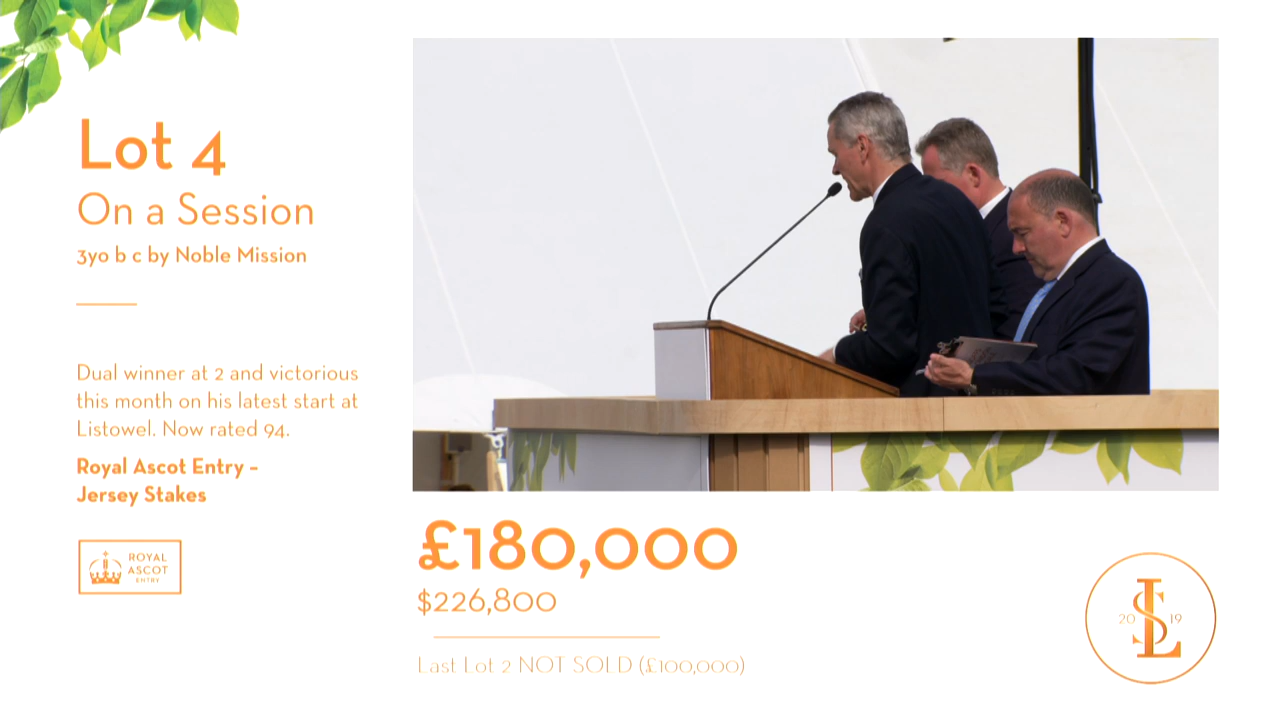 Lot 4
On a Session
3yo b c by Noble Mission
Dual winner at 2 and victorious
this month on his latest start at
Listowel. Now rated 94.
Royal Ascot Entry –
Jersey Stakes
ROYAL
ASCOT
ENTRY
£180,000
$226,800
Last Lot 2 NOT SOLD (£100,000)
20 SL 19